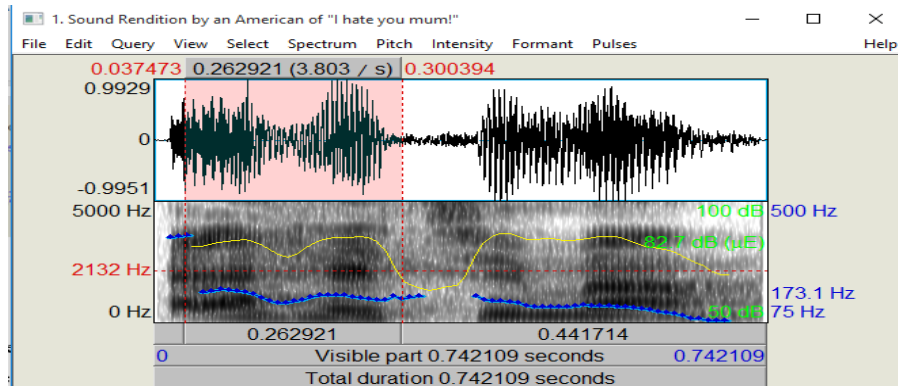 1. Sound Rendition by an American of "I hate you mum!"
File Edit Query View Select Spectrum Pitch Intensity Formant Pulses Help
0.037473 0.262921 (3.803 / s) 0.300394
0.9929
0
-0.9951
5000 Hz 100 dB 500 Hz
82.7 dB (µE)
2132 Hz
173.1 Hz
0 Hz 50 dB 75 Hz
0.262921 0.441714
0 Visible part 0.742109 seconds 0.742109
Total duration 0.742109 seconds